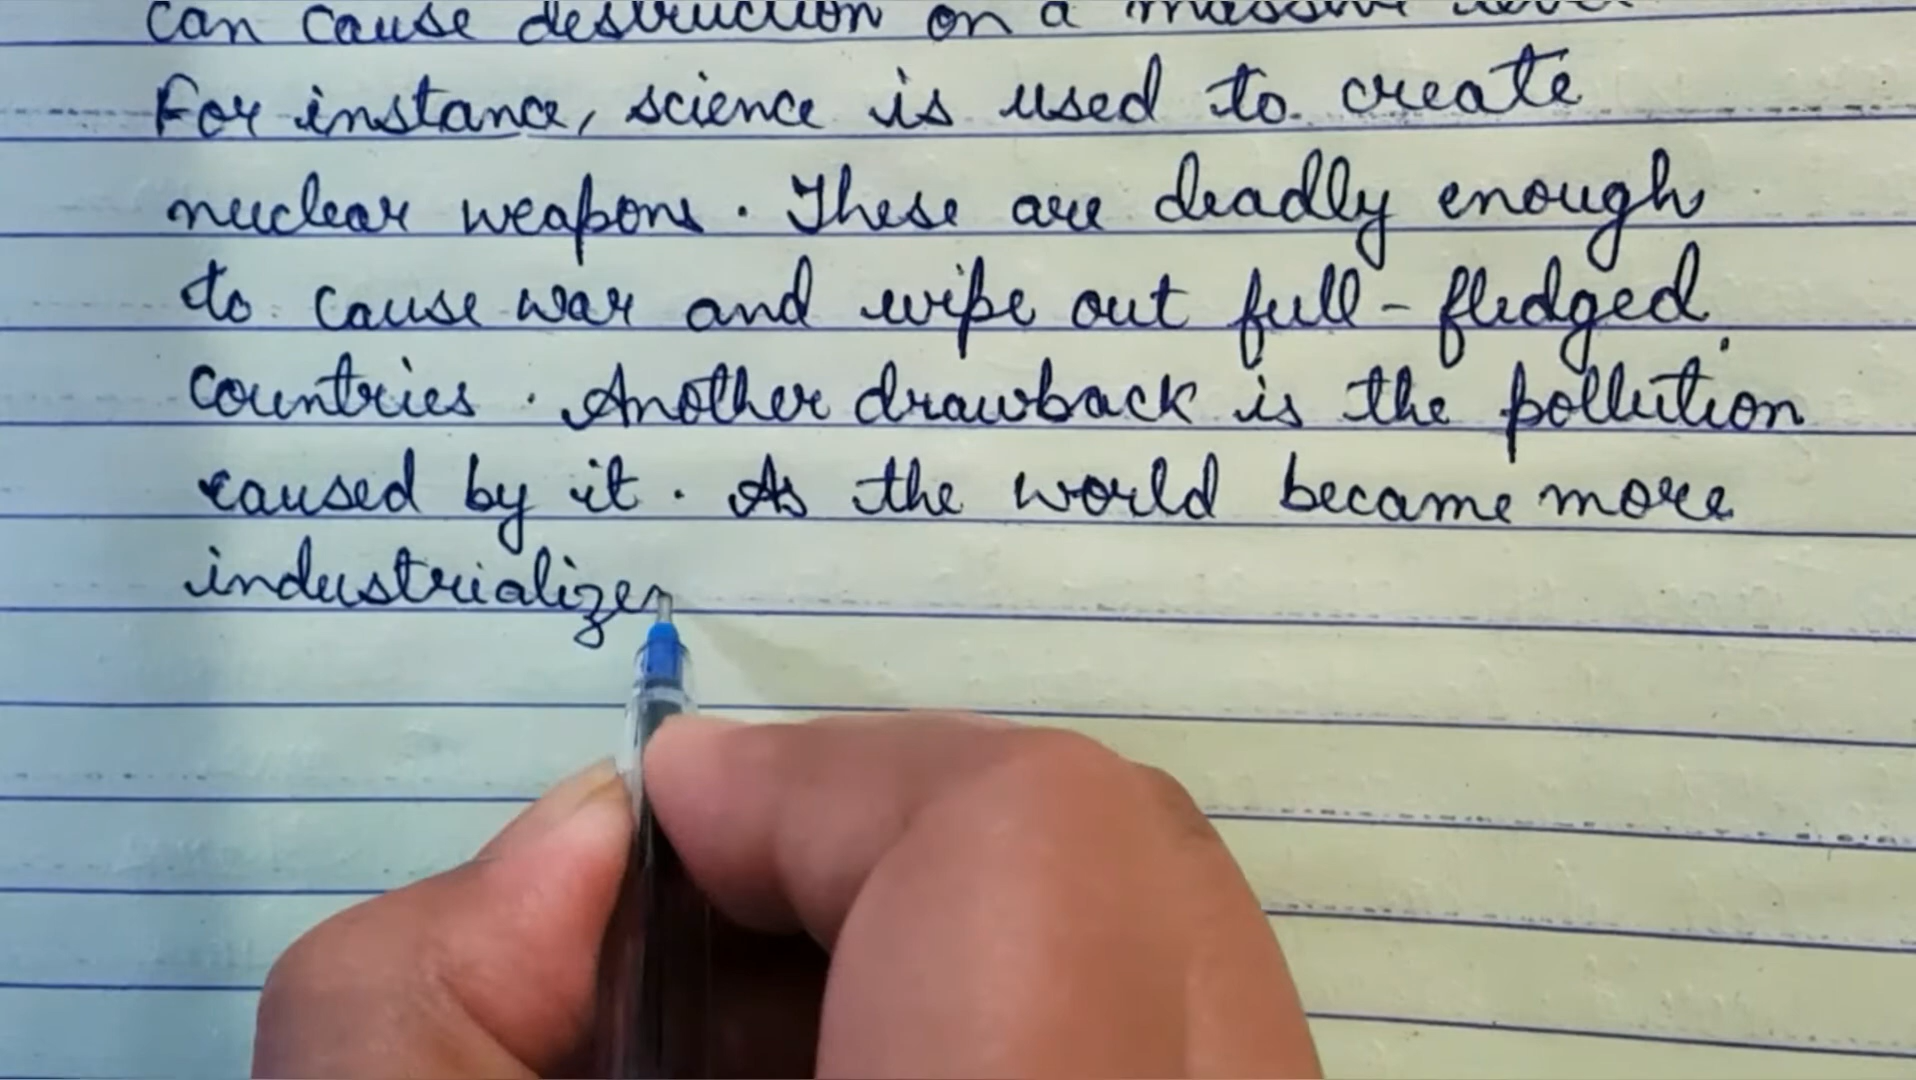 can cause destruction on a massive level
For instance, science is used to create
nuclear weapons. These are deadly enough
to cause war and wipe out full-fledged
countries. Another drawback is the pollution
caused by it. As the world became more
industrialize